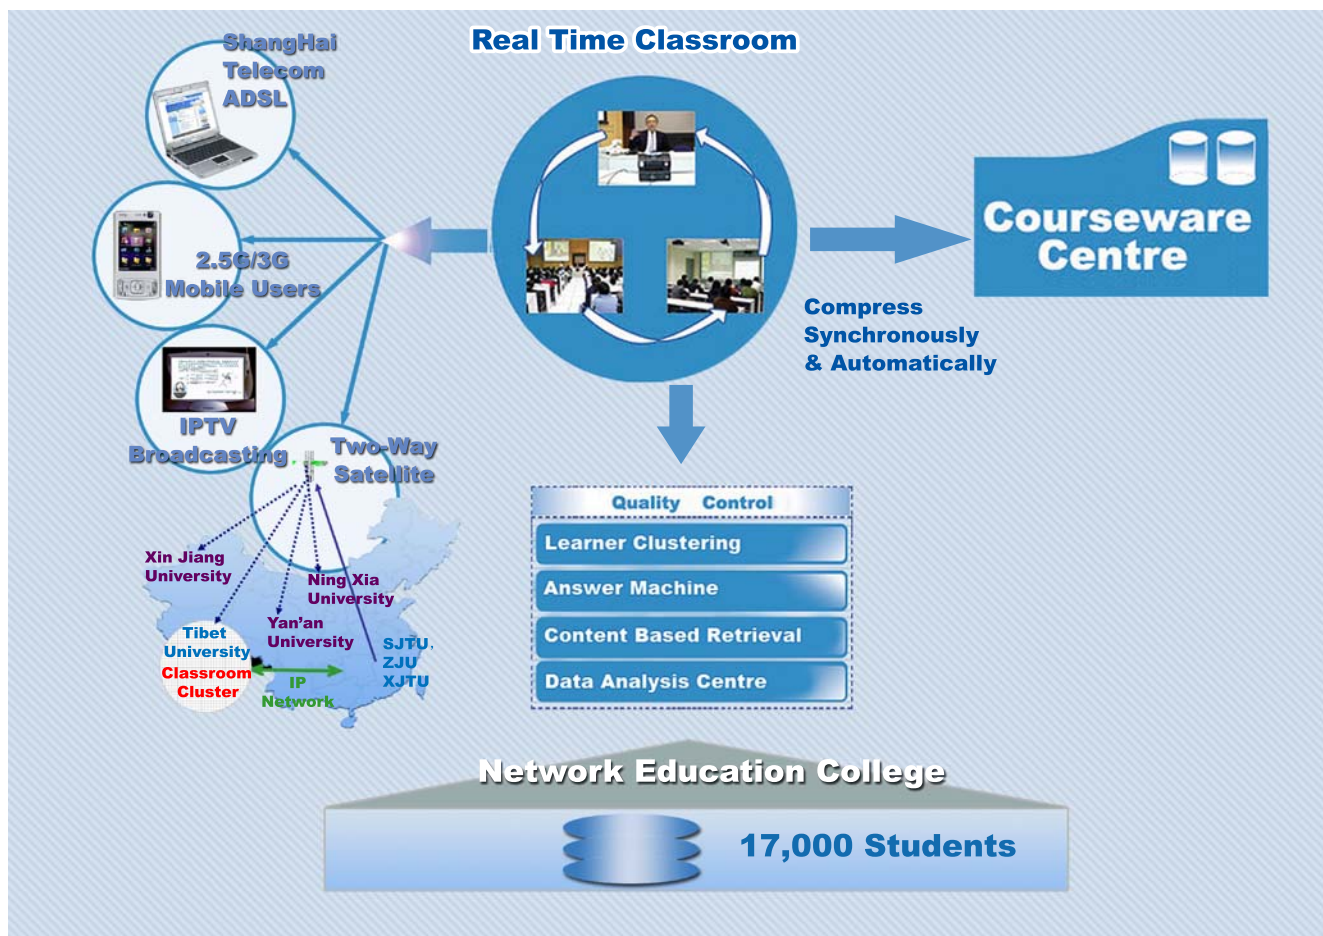 Real Time Classroom
ShangHai
Telecom
ADSL
2.5G/3G
Mobile Users
IPTV
Broadcasting
Two-Way
Satellite
Courseware
Centre
Compress
Synchronously
& Automatically
Quality Control
Learner Clustering
Answer Machine
Content Based Retrieval
Data Analysis Centre
Xin Jiang
University
Ning Xia
University
Yan’an
University
Tibet
University
Classroom
Cluster
IP
Network
SJTU,
ZJU
XJTU
Network Education College
17,000 Students